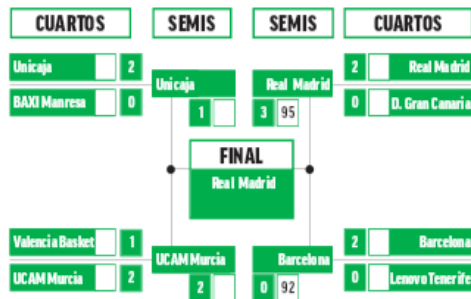 CUARTOS SEMIS SEMIS CUARTOS
Unicaja 2
BAXI Manresa 0
Unicaja
1
Real Madrid
3 95
2 Real Madrid
0 D. Gran Canaria
FINAL
Real Madrid
Valencia Basket 1
UCAM Murcia 2
UCAM Murcia
2
Barcelona
0 92
2 Barcelona
0 Lenovo Tenerife